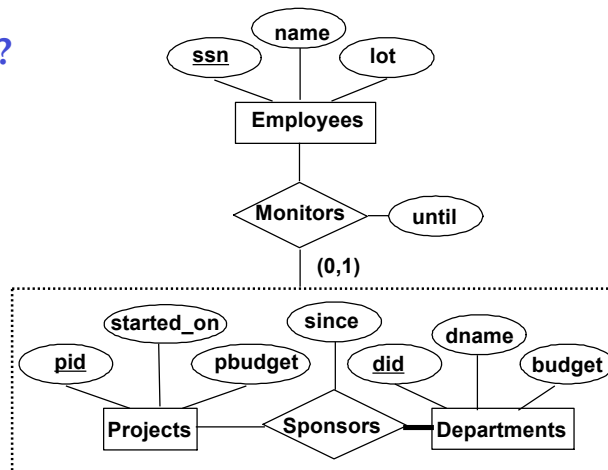 ?
name
ssn
lot
Employees
Monitors
until
(0,1)
started_on
since
dname
pid
pbudget
did
budget
Projects
Sponsors
Departments